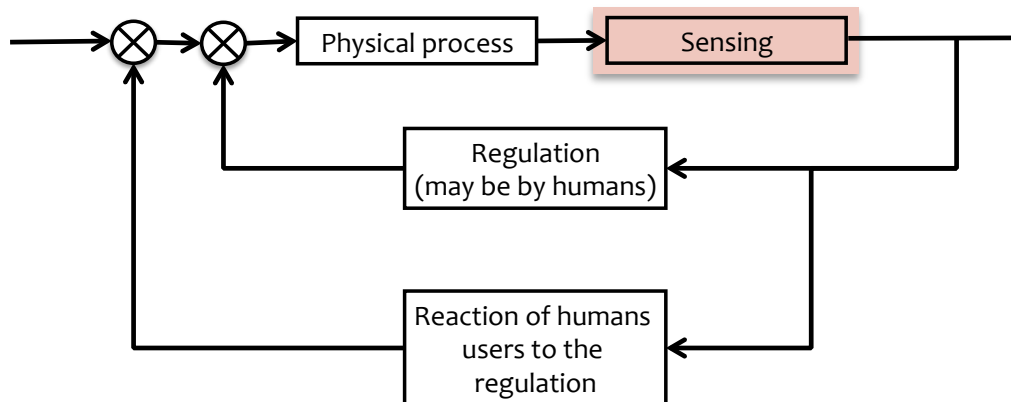 Physical process
Sensing
Regulation
(may be by humans)
Reaction of humans
users to the
regulation